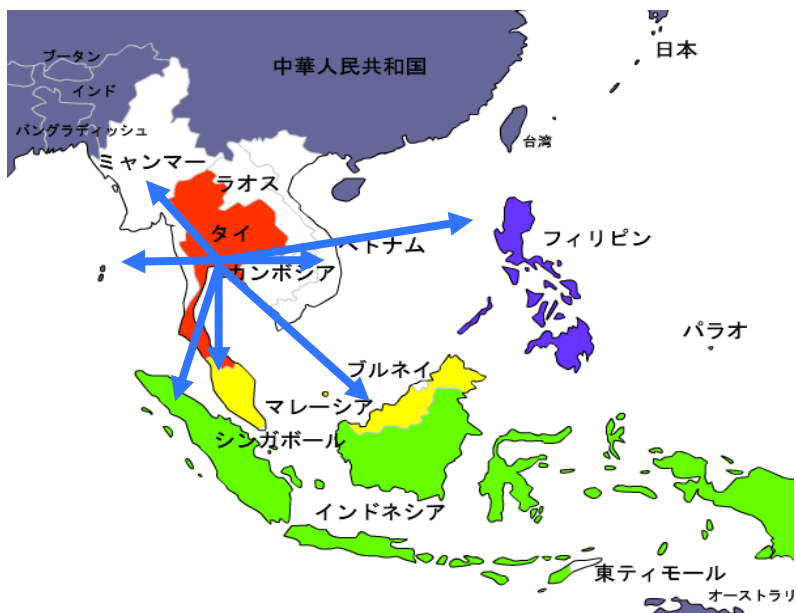 日本
ブータン
中華人民共和国
インド
バングラディッシュ
台湾
ミャンマー
ラオス
タイ
ベトナム
フィリピン
カンボジア
パラオ
ブルネイ
マレーシア
シンガポール
インドネシア
東ティモール
オーストラリ